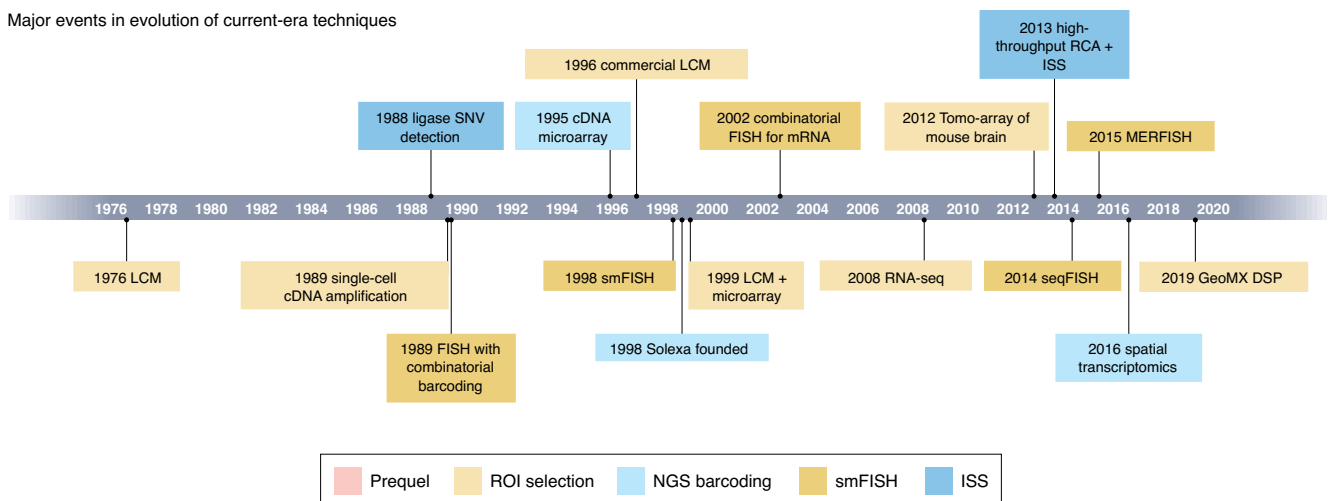 Major events in evolution of current-era techniques
2013 high-
throughput RCA +
ISS
1996 commercial LCM
1988 ligase SNV
detection
1995 cDNA
microarray
2002 combinatorial
FISH for mRNA
2012 Tomo-array of
mouse brain
2015 MERFISH
1976 1978 1980 1982 1984 1986 1988 1990 1992 1994 1996 1998 2000 2002 2004 2006 2008 2010 2012 2014 2016 2018 2020
1976 LCM
1989 single-cell
cDNA amplification
1998 smFISH
1999 LCM +
microarray
2008 RNA-seq
2014 seqFISH
2019 GeoMX DSP
1989 FISH with
combinatorial
barcoding
1998 Solexa founded
2016 spatial
transcriptomics
Prequel
ROI selection
NGS barcoding
smFISH
ISS